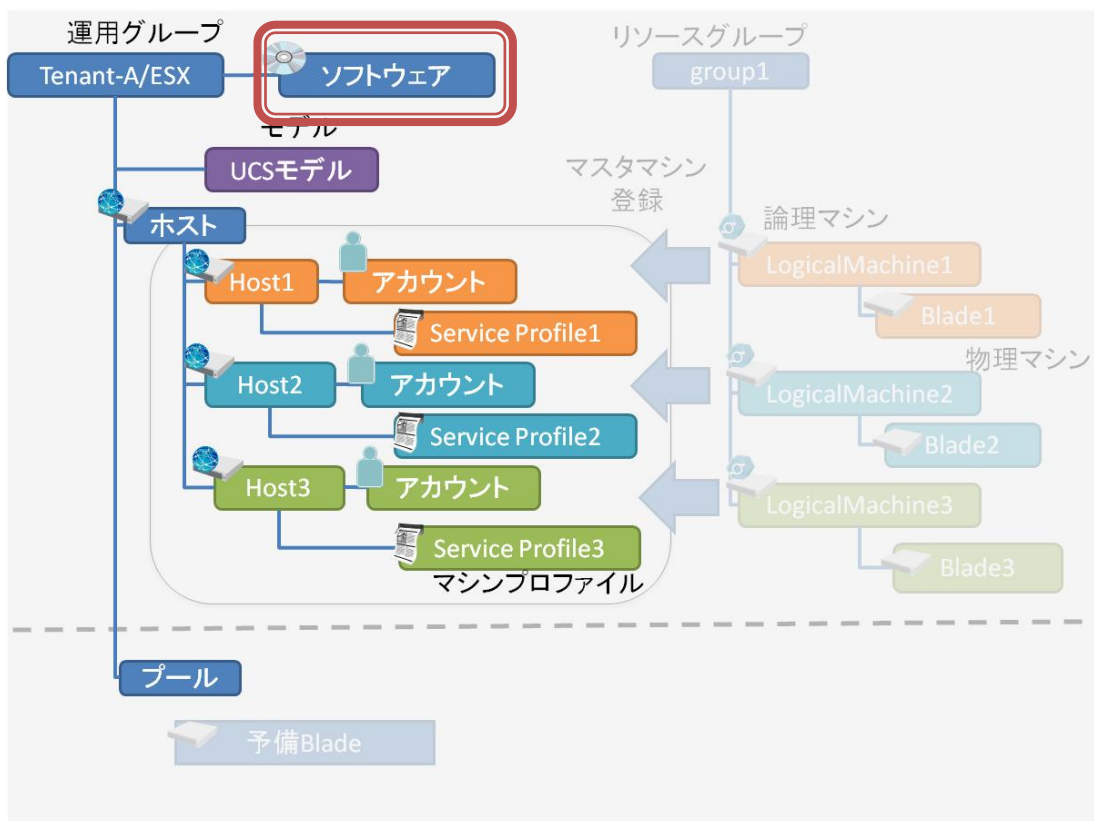 運用グループ
Tenant-A/ESX
ソフトウェア
モデル
UCSモデル
ホスト
Host1
アカウント
Service Profile1
Host2
アカウント
Service Profile2
Host3
アカウント
Service Profile3
マシンプロファイル
リソースグループ
group1
マスタマシン
登録
論理マシン
LogicalMachine1
Blade1
物理マシン
LogicalMachine2
Blade2
LogicalMachine3
Blade3
プール
予備Blade